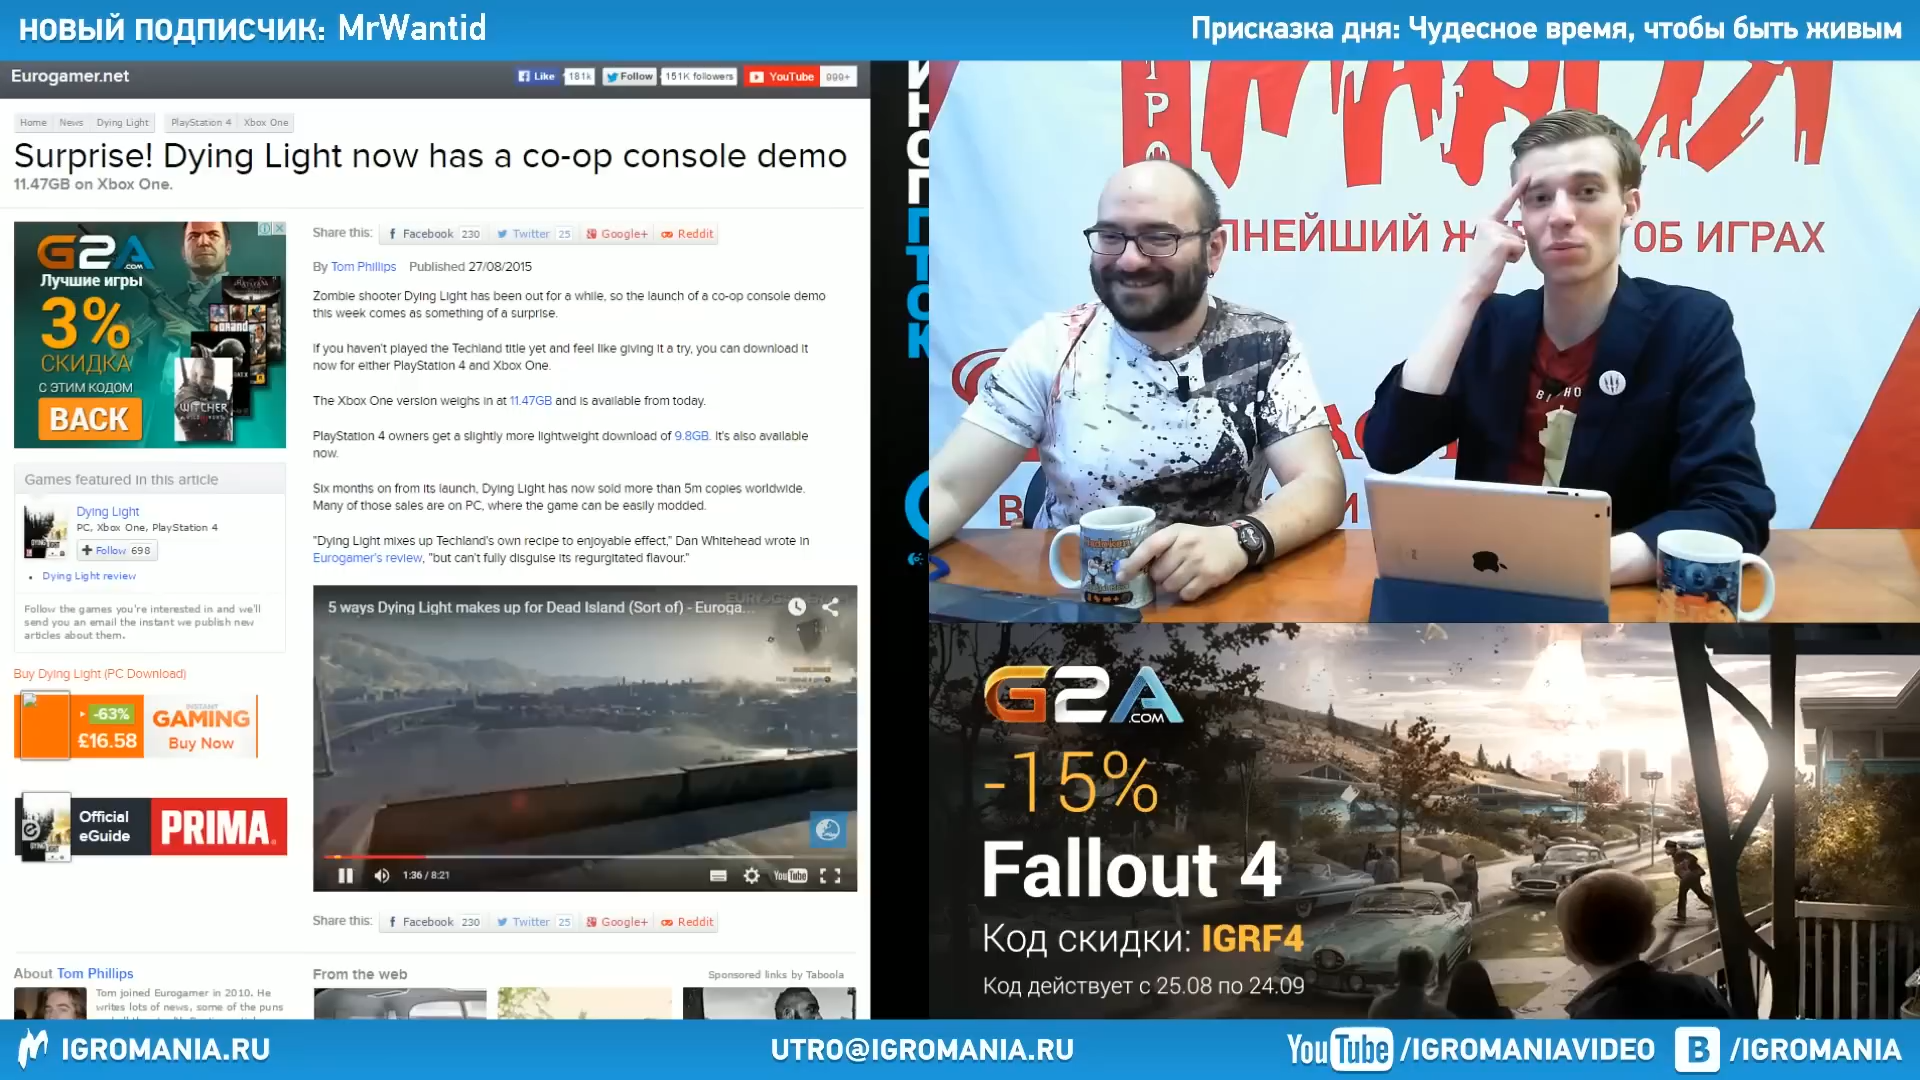 НОВЫЙ ПОДПИСЧИК: MrWantid
Присказка дня: Чудесное время, чтобы быть живым
Eurogamer.net
Like 181k
Follow 151K followers
YouTube 999+
Home News Dying Light PlayStation 4 Xbox One
Surprise! Dying Light now has a co-op console demo
11.47GB on Xbox One.
G2A.COM
Лучшие игры
3%
СКИДКА
С ЭТИМ КОДОМ
BACK
WITCHER
Games featured in this article
Dying Light
PC, Xbox One, PlayStation 4
Follow 698
Dying Light review
Follow the games you're interested in and we'll
send you an email the instant we publish new
articles about them.
Buy Dying Light (PC Download)
-63%
£16.58
INSTANT
GAMING
Buy Now
Official
eGuide
PRIMA
Share this: Facebook 230 Twitter 25 Google+ Reddit
By Tom Phillips Published 27/08/2015
Zombie shooter Dying Light has been out for a while, so the launch of a co-op console demo
this week comes as something of a surprise.
If you haven't played the Techland title yet and feel like giving it a try, you can download it
now for either PlayStation 4 and Xbox One.
The Xbox One version weighs in at 11.47GB and is available from today.
PlayStation 4 owners get a slightly more lightweight download of 9.8GB. It's also available
now.
Six months on from its launch, Dying Light has now sold more than 5m copies worldwide.
Many of those sales are on PC, where the game can be easily modded.
"Dying Light mixes up Techland's own recipe to enjoyable effect," Dan Whitehead wrote in
Eurogamer's review, "but can't fully disguise its regurgitated flavour."
5 ways Dying Light makes up for Dead Island (Sort of) - Euroga...
1:36 / 8:21
YouTube
Share this: Facebook 230 Twitter 25 Google+ Reddit
About Tom Phillips
Tom joined Eurogamer in 2010. He
writes lots of news, some of the puns
From the web
Sponsored links by Taboola
ИНОПТОК
ПНЕЙШИЙ Ж ОБ ИГРАХ
G2A.COM
-15%
Fallout 4
Код скидки: IGRF4
Код действует с 25.08 по 24.09
IGROMANIA.RU
UTRO@IGROMANIA.RU
YouTube /IGROMANIAVIDEO
B /IGROMANIA